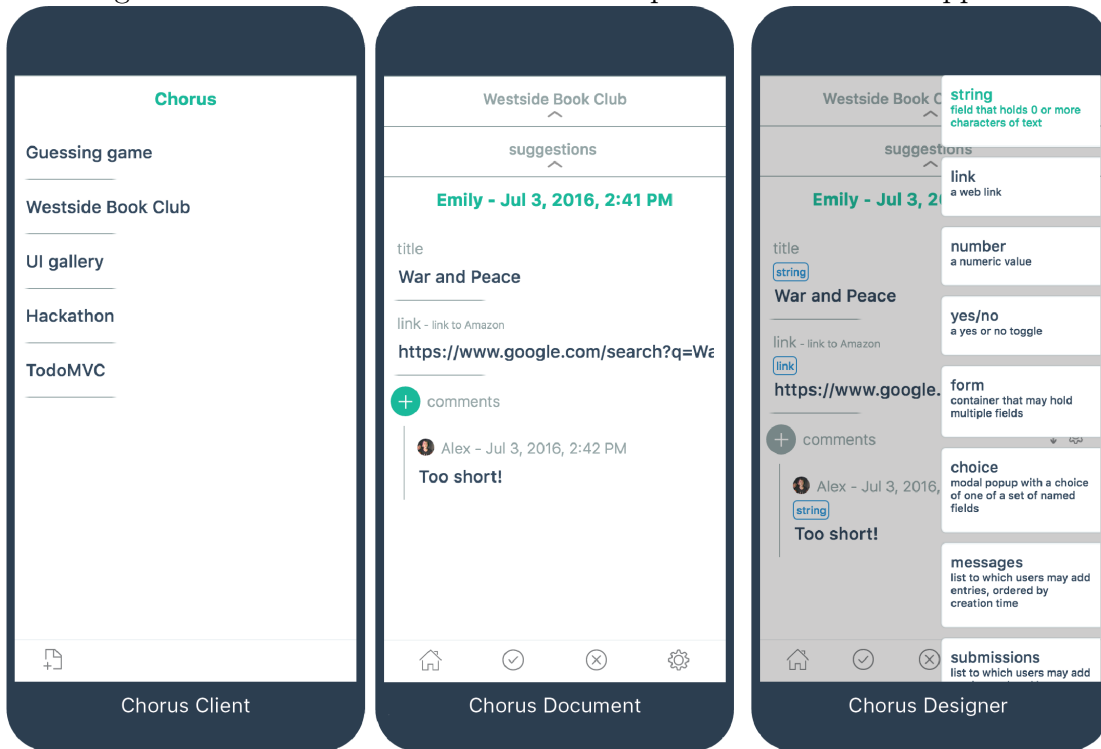 Chorus
Guessing game
Westside Book Club
UI gallery
Hackathon
TodoMVC
Chorus Client
Westside Book Club
suggestions
Emily - Jul 3, 2016, 2:41 PM
title
War and Peace
link - link to Amazon
https://www.google.com/search?q=Wa
comments
Alex - Jul 3, 2016, 2:42 PM
Too short!
Chorus Document
Westside Book C
suggestions
Emily - Jul 3, 20
title
string
War and Peace
link - link to Amazon
link
https://www.google.
comments
Alex - Jul 3, 2016,
string
Too short!
string
field that holds 0 or more
characters of text
link
a web link
number
a numeric value
yes/no
a yes or no toggle
form
container that may hold
multiple fields
choice
modal popup with a choice
of one of a set of named
fields
messages
list to which users may add
entries, ordered by
creation time
submissions
list to which users may add
Chorus Designer